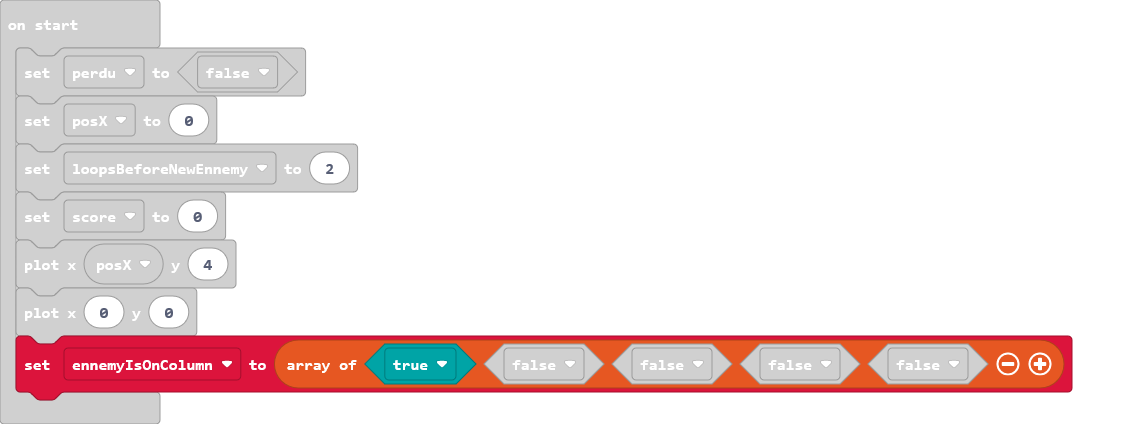 on start
set perdu to false
set posX to 0
set loopsBeforeNewEnnemy to 2
set score to 0
plot x posX y 4
plot x 0 y 0
set ennemyIsOnColumn to array of true false false false false